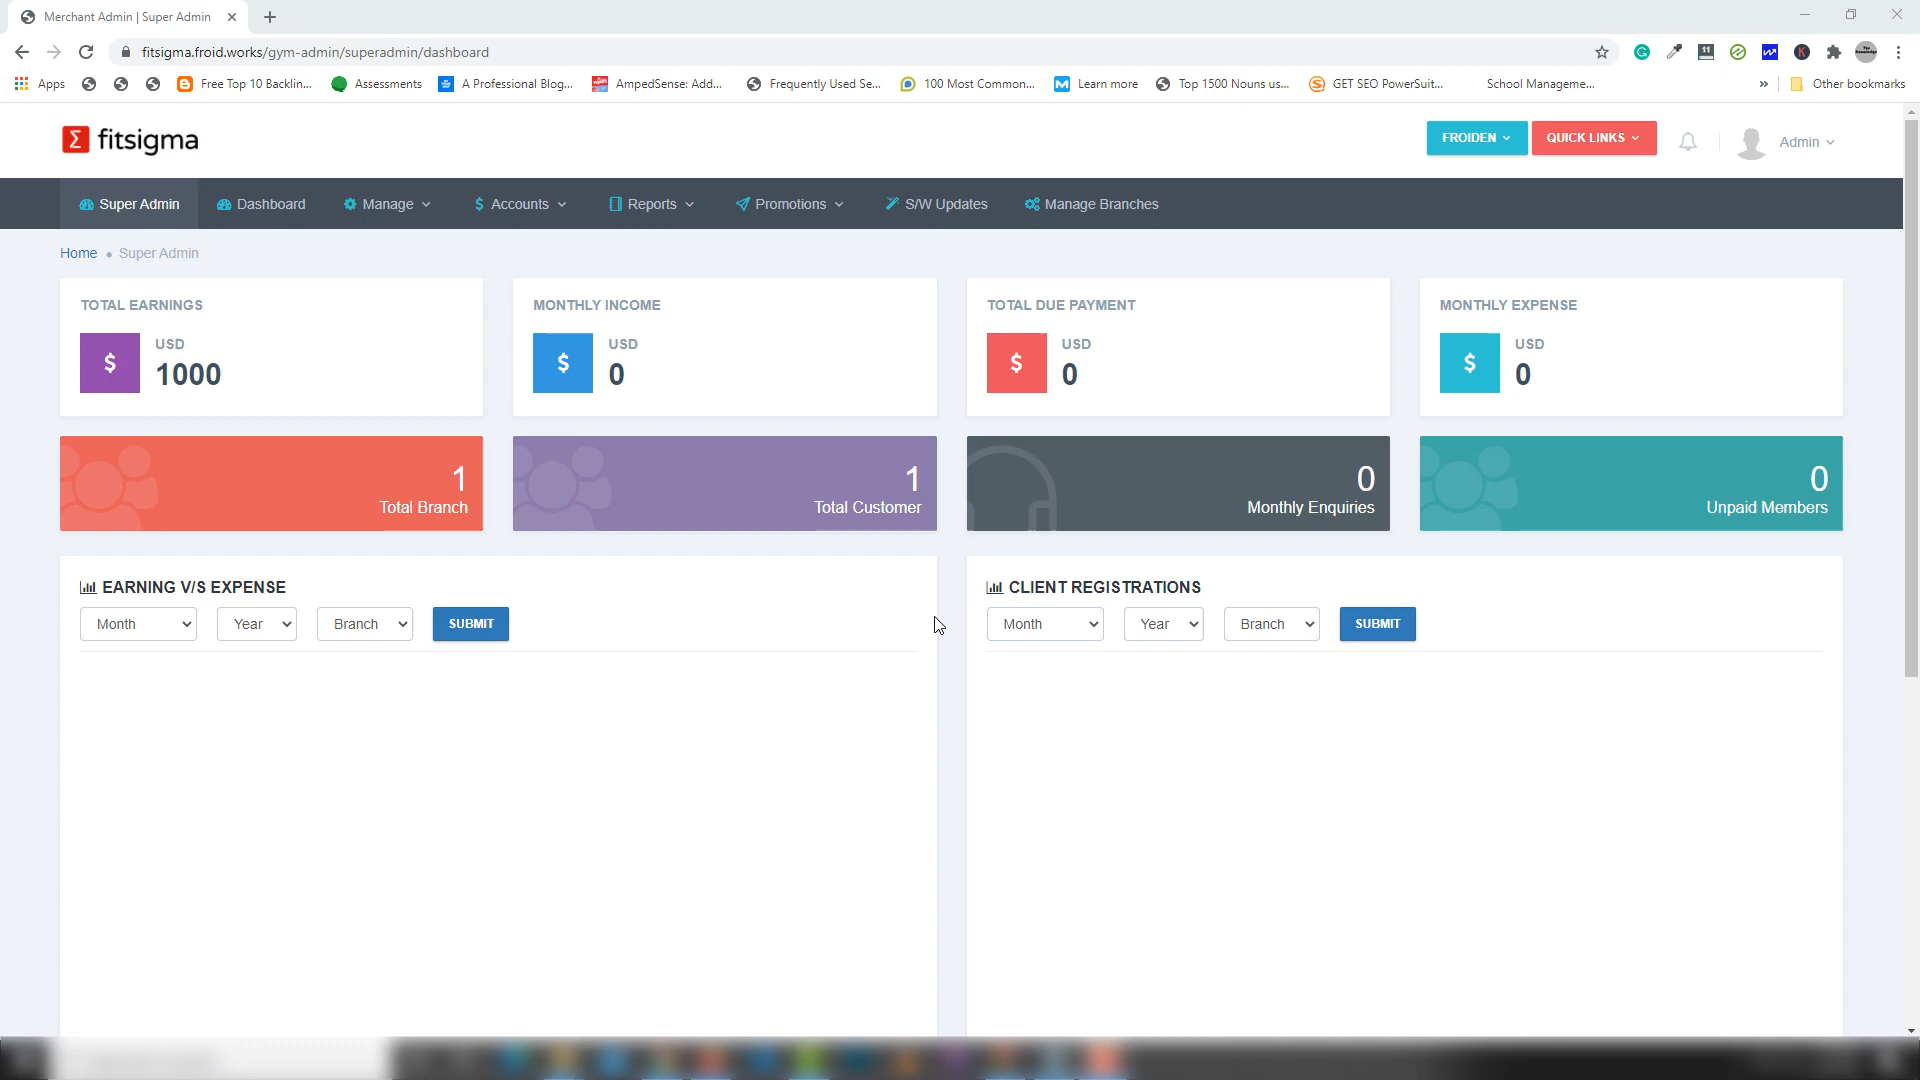 Merchant Admin | Super Admin
fitsigma.froid.works/gym-admin/superadmin/dashboard
Apps Free Top 10 Backlin... Assessments A Professional Blog... AmpedSense: Add... Frequently Used Se... 100 Most Common... Learn more Top 1500 Nouns us... GET SEO PowerSuit... School Manageme... » Other bookmarks
fitsigma
FROIDEN QUICK LINKS Admin
Super Admin Dashboard Manage Accounts Reports Promotions S/W Updates Manage Branches
Home • Super Admin
TOTAL EARNINGS MONTHLY INCOME TOTAL DUE PAYMENT MONTHLY EXPENSE
$ USD $ USD $ USD $ USD
1000 0 0 0
1 1 0 0
Total Branch Total Customer Monthly Enquiries Unpaid Members
EARNING V/S EXPENSE CLIENT REGISTRATIONS
Month Year Branch SUBMIT Month Year Branch SUBMIT